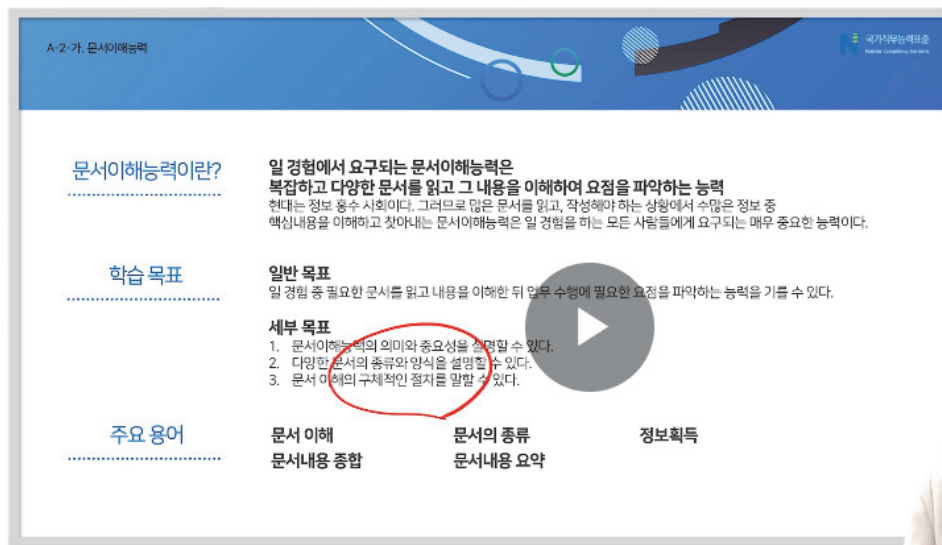 A-2-가. 문서이해능력
국가직무능력표준
National Competency Standards
문서이해능력이란?
일 경험에서 요구되는 문서이해능력은
복잡하고 다양한 문서를 읽고 그 내용을 이해하여 요점을 파악하는 능력
현대는 정보 홍수 사회이다. 그러므로 많은 문서를 읽고, 작성해야 하는 상황에서 수많은 정보 중
핵심내용을 이해하고 찾아내는 문서이해능력은 일 경험을 하는 모든 사람들에게 요구되는 매우 중요한 능력이다.
학습 목표
일반 목표
일 경험 중 필요한 문서를 읽고 내용을 이해한 뒤 업무 수행에 필요한 요점을 파악하는 능력을 기를 수 있다.
세부 목표
1. 문서이해능력의 의미와 중요성을 설명할 수 있다.
2. 다양한 문서의 종류와 양식을 설명할 수 있다.
3. 문서 이해의 구체적인 절차를 말할 수 있다.
주요 용어
문서 이해 문서의 종류 정보획득
문서내용 종합 문서내용 요약